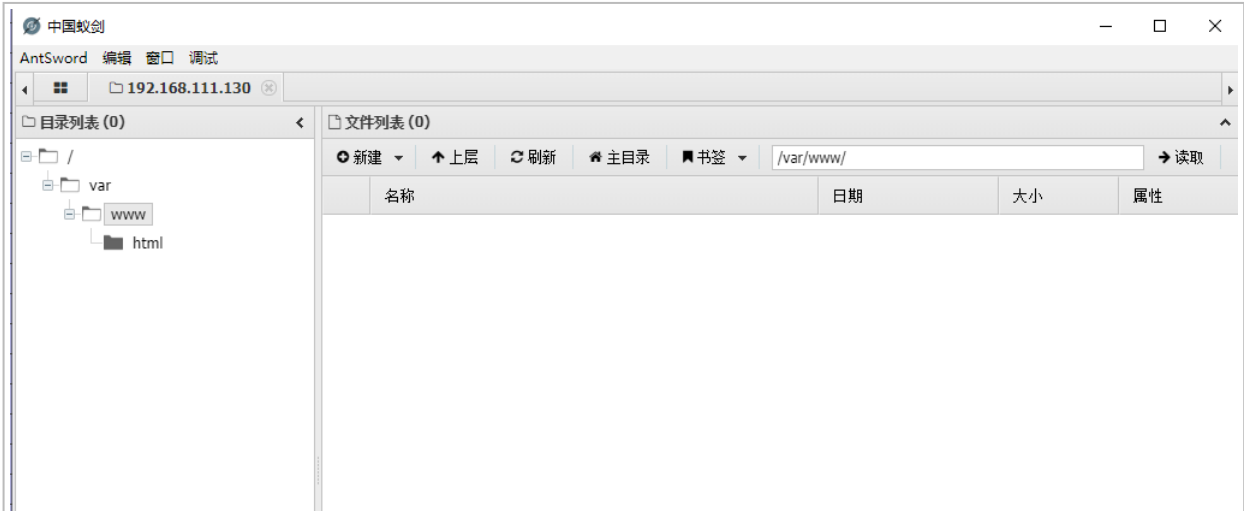 中国蚁剑
AntSword 编辑 窗口 调试
192.168.111.130
目录列表 (0)
文件列表 (0)
新建 上层 刷新 主目录 书签 /var/www/ 读取
名称 日期 大小 属性
/
var
www
html